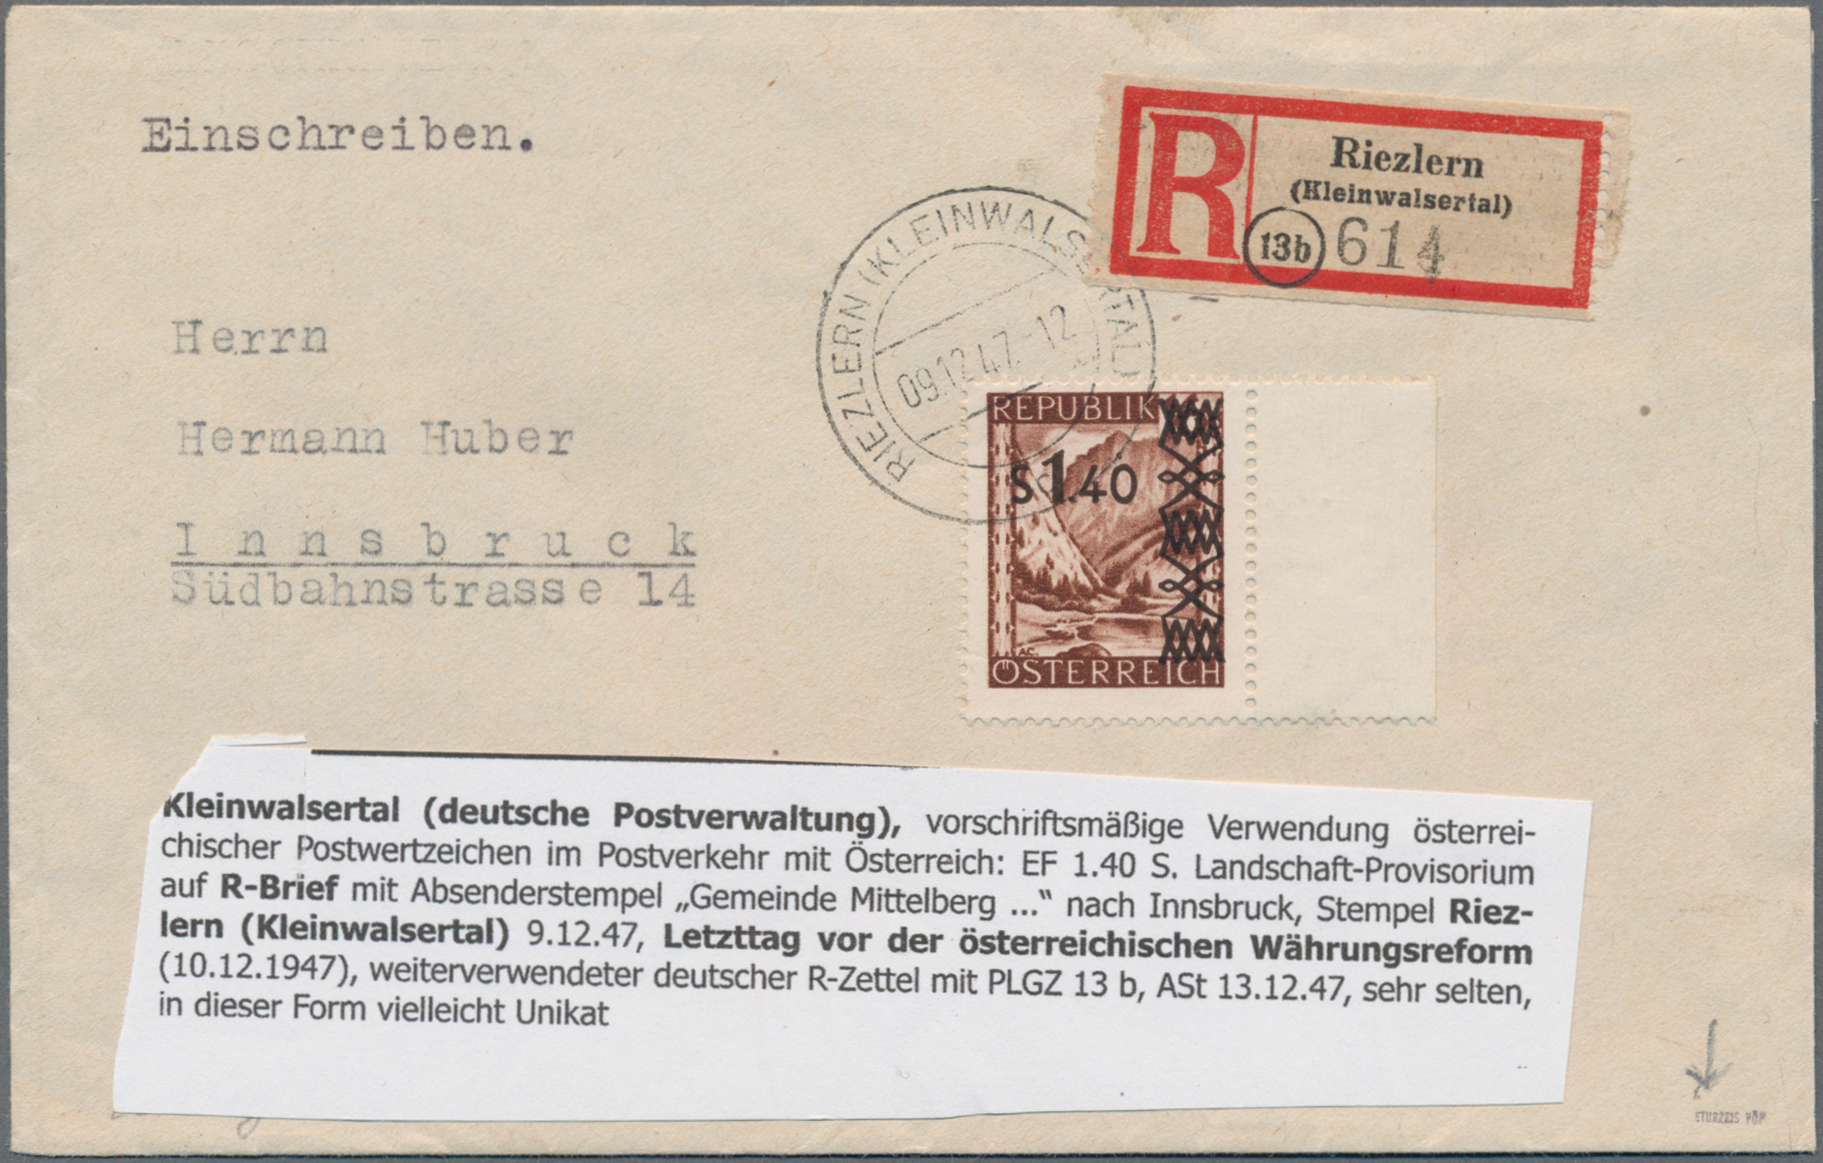 Einschreiben.
R
Riezlern
(Kleinwalsertal)
13b 614
RIEZLERN (KLEINWALSERTAL)
09.12.47.-12
Herrn
Hermann Huber
Innsbruck
Südbahnstrasse 14
REPUBLIK
S 1.40
AC.
ÖSTERREICH
Kleinwalsertal (deutsche Postverwaltung), vorschriftsmäßige Verwendung österrei-
chischer Postwertzeichen im Postverkehr mit Österreich: EF 1.40 S. Landschaft-Provisorium
auf R-Brief mit Absenderstempel „Gemeinde Mittelberg ...“ nach Innsbruck, Stempel Riez-
lern (Kleinwalsertal) 9.12.47, Letzttag vor der österreichischen Währungsreform
(10.12.1947), weiterverwendeter deutscher R-Zettel mit PLGZ 13 b, ASt 13.12.47, sehr selten,
in dieser Form vielleicht Unikat